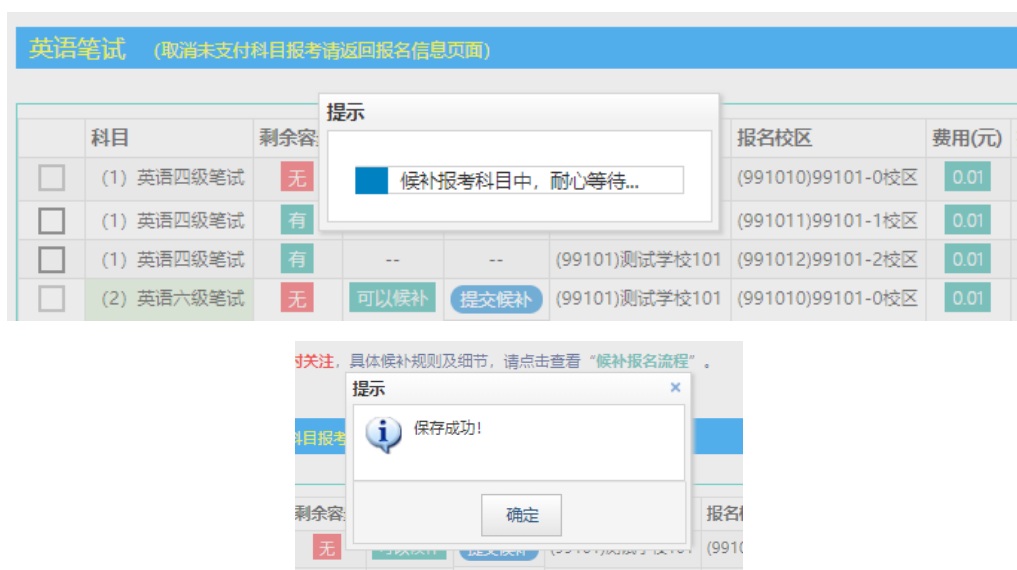 英语笔试 (取消未支付科目报考请返回报名信息页面)
提示
科目 剩余容 报名校区 费用(元)
候补报考科目中，耐心等待...
(1) 英语四级笔试 无 (991010)99101-0校区 0.01
(1) 英语四级笔试 有 (991011)99101-1校区 0.01
(1) 英语四级笔试 有 -- -- (99101)测试学校101 (991012)99101-2校区 0.01
(2) 英语六级笔试 无 可以候补 提交候补 (99101)测试学校101 (991010)99101-0校区 0.01
时关注，具体候补规则及细节，请点击查看“候补报名流程”。
提示 ×
保存成功!
科目报考
确定
剩余容 报名
无 提交候补 (9910